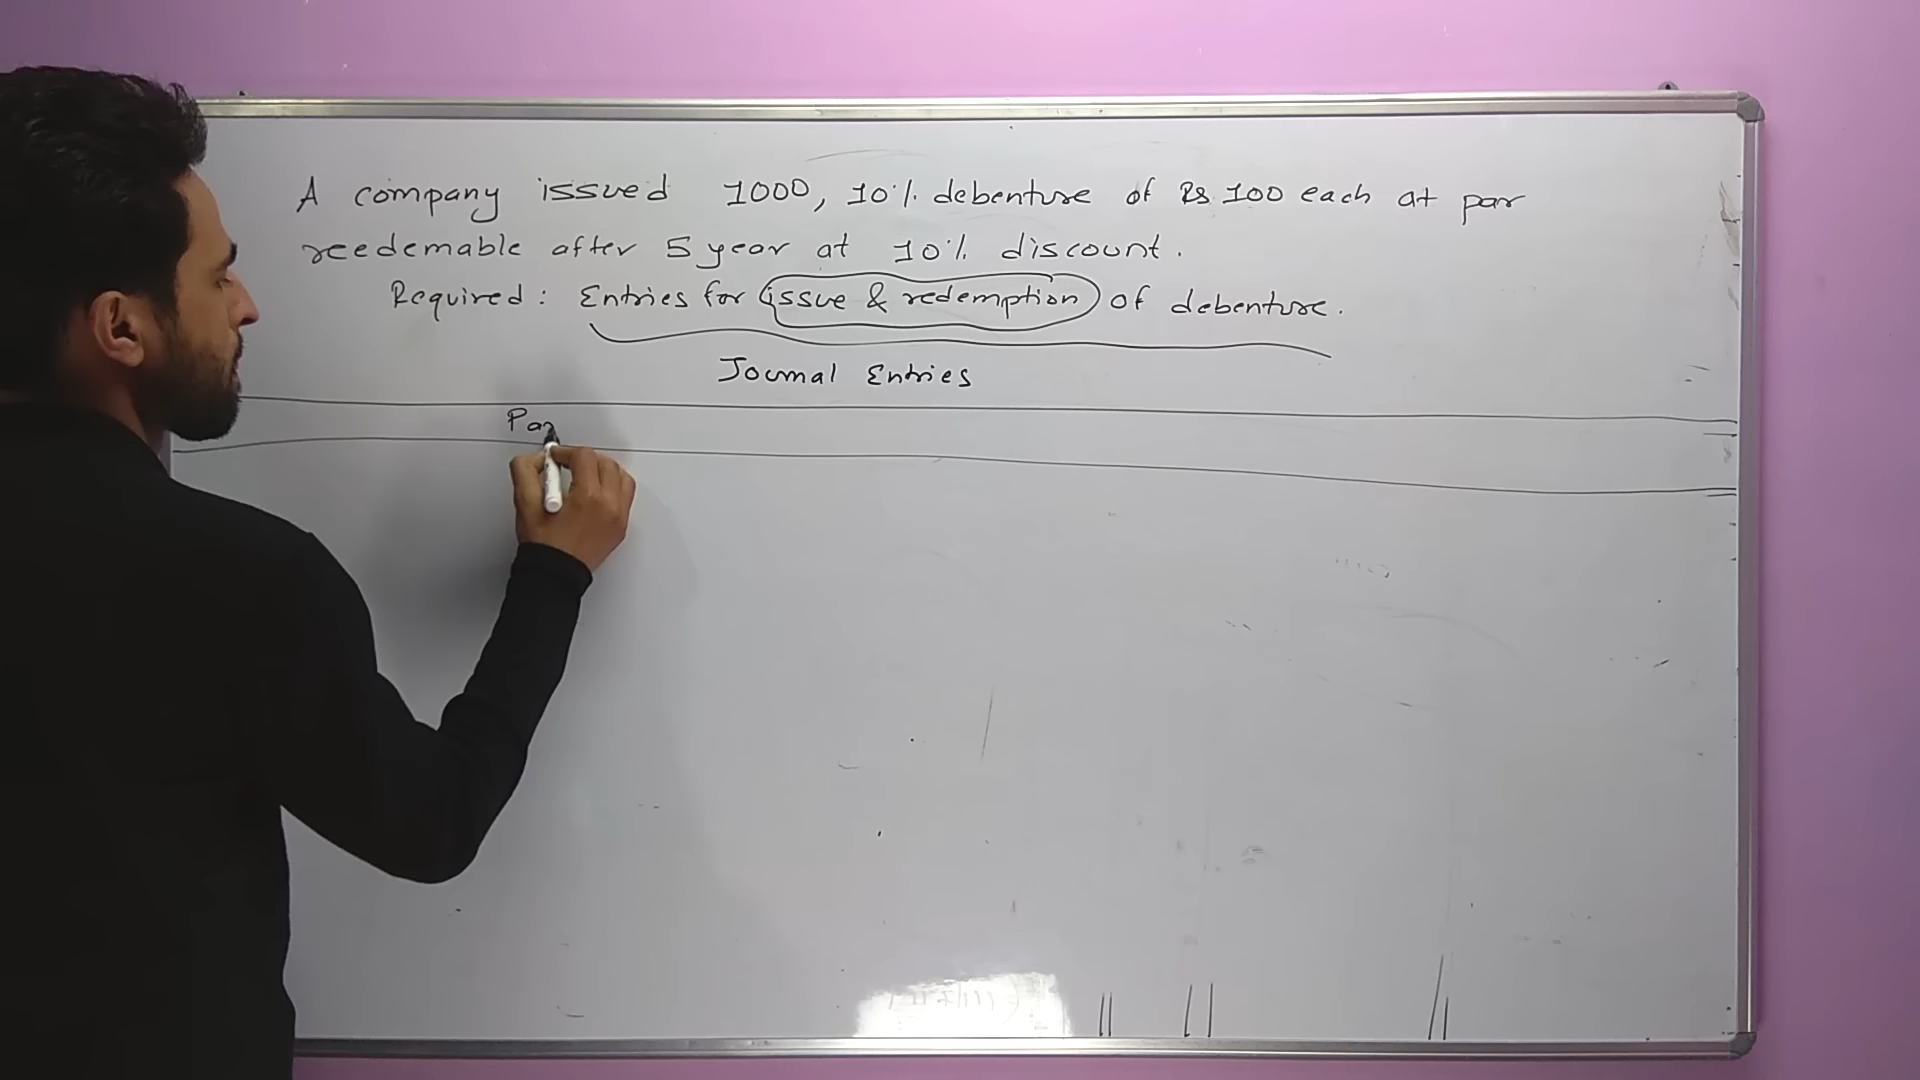 A company issued 1000, 10% debenture of Rs 100 each at par
reedemable after 5 year at 10% discount.
Required: Entries for issue & redemption of debenture.
Journal Entries
Par